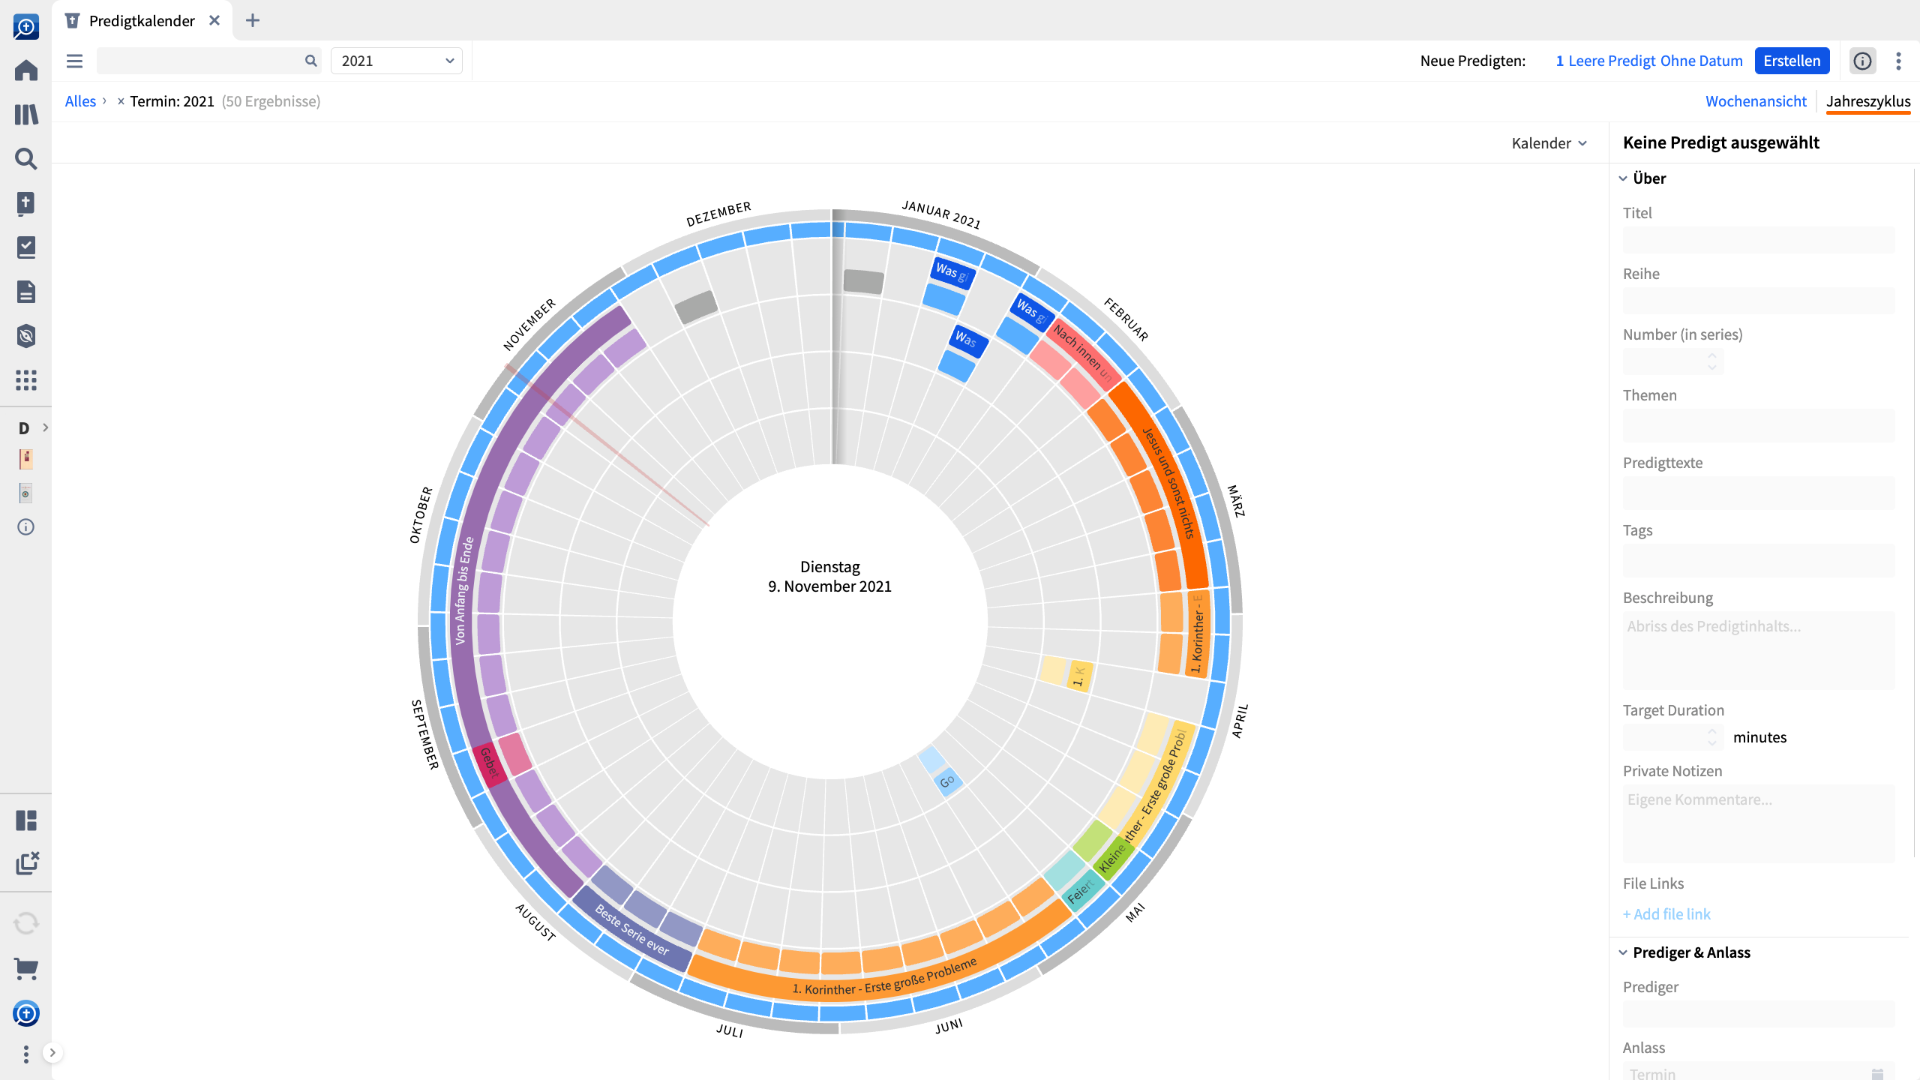 Predigtkalender
2021
Neue Predigten: 1 Leere Predigt Ohne Datum Erstellen
Alles › × Termin: 2021 (50 Ergebnisse)
Wochenansicht Jahreszyklus
Kalender
Keine Predigt ausgewählt
Über
Titel
Reihe
Number (in series)
Themen
Predigttexte
Tags
Beschreibung
Abriss des Predigtinhalts...
Target Duration
minutes
Private Notizen
Eigene Kommentare...
File Links
+ Add file link
Prediger & Anlass
Prediger
Anlass
Termin
D
JANUAR 2021
FEBRUAR
MÄRZ
APRIL
MAI
JUNI
JULI
AUGUST
SEPTEMBER
OKTOBER
NOVEMBER
DEZEMBER
Was gi
Was
Was gi
Nach innen un
Jesus und sonst nichts
1. Korinther - E
1. K
ther - Erste große Probl
Kleine
Feiert
Go
1. Korinther - Erste große Probleme
Beste Serie ever
Gebet
Von Anfang bis Ende
Dienstag
9. November 2021